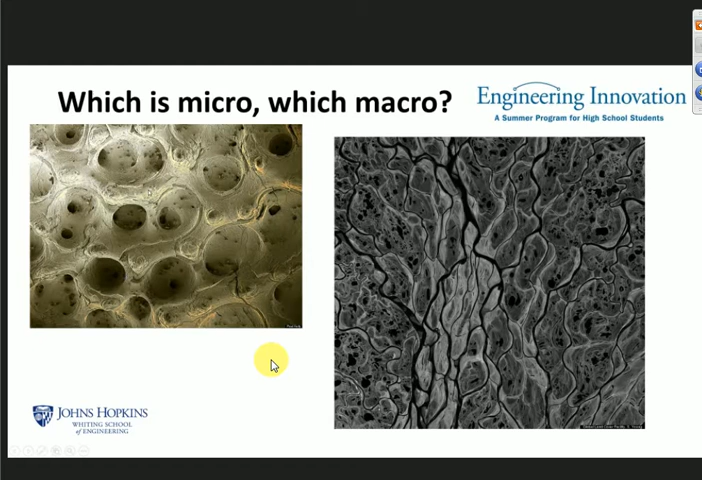 Which is micro, which macro?
Engineering Innovation
A Summer Program for High School Students
JOHNS HOPKINS
WHITING SCHOOL
of ENGINEERING